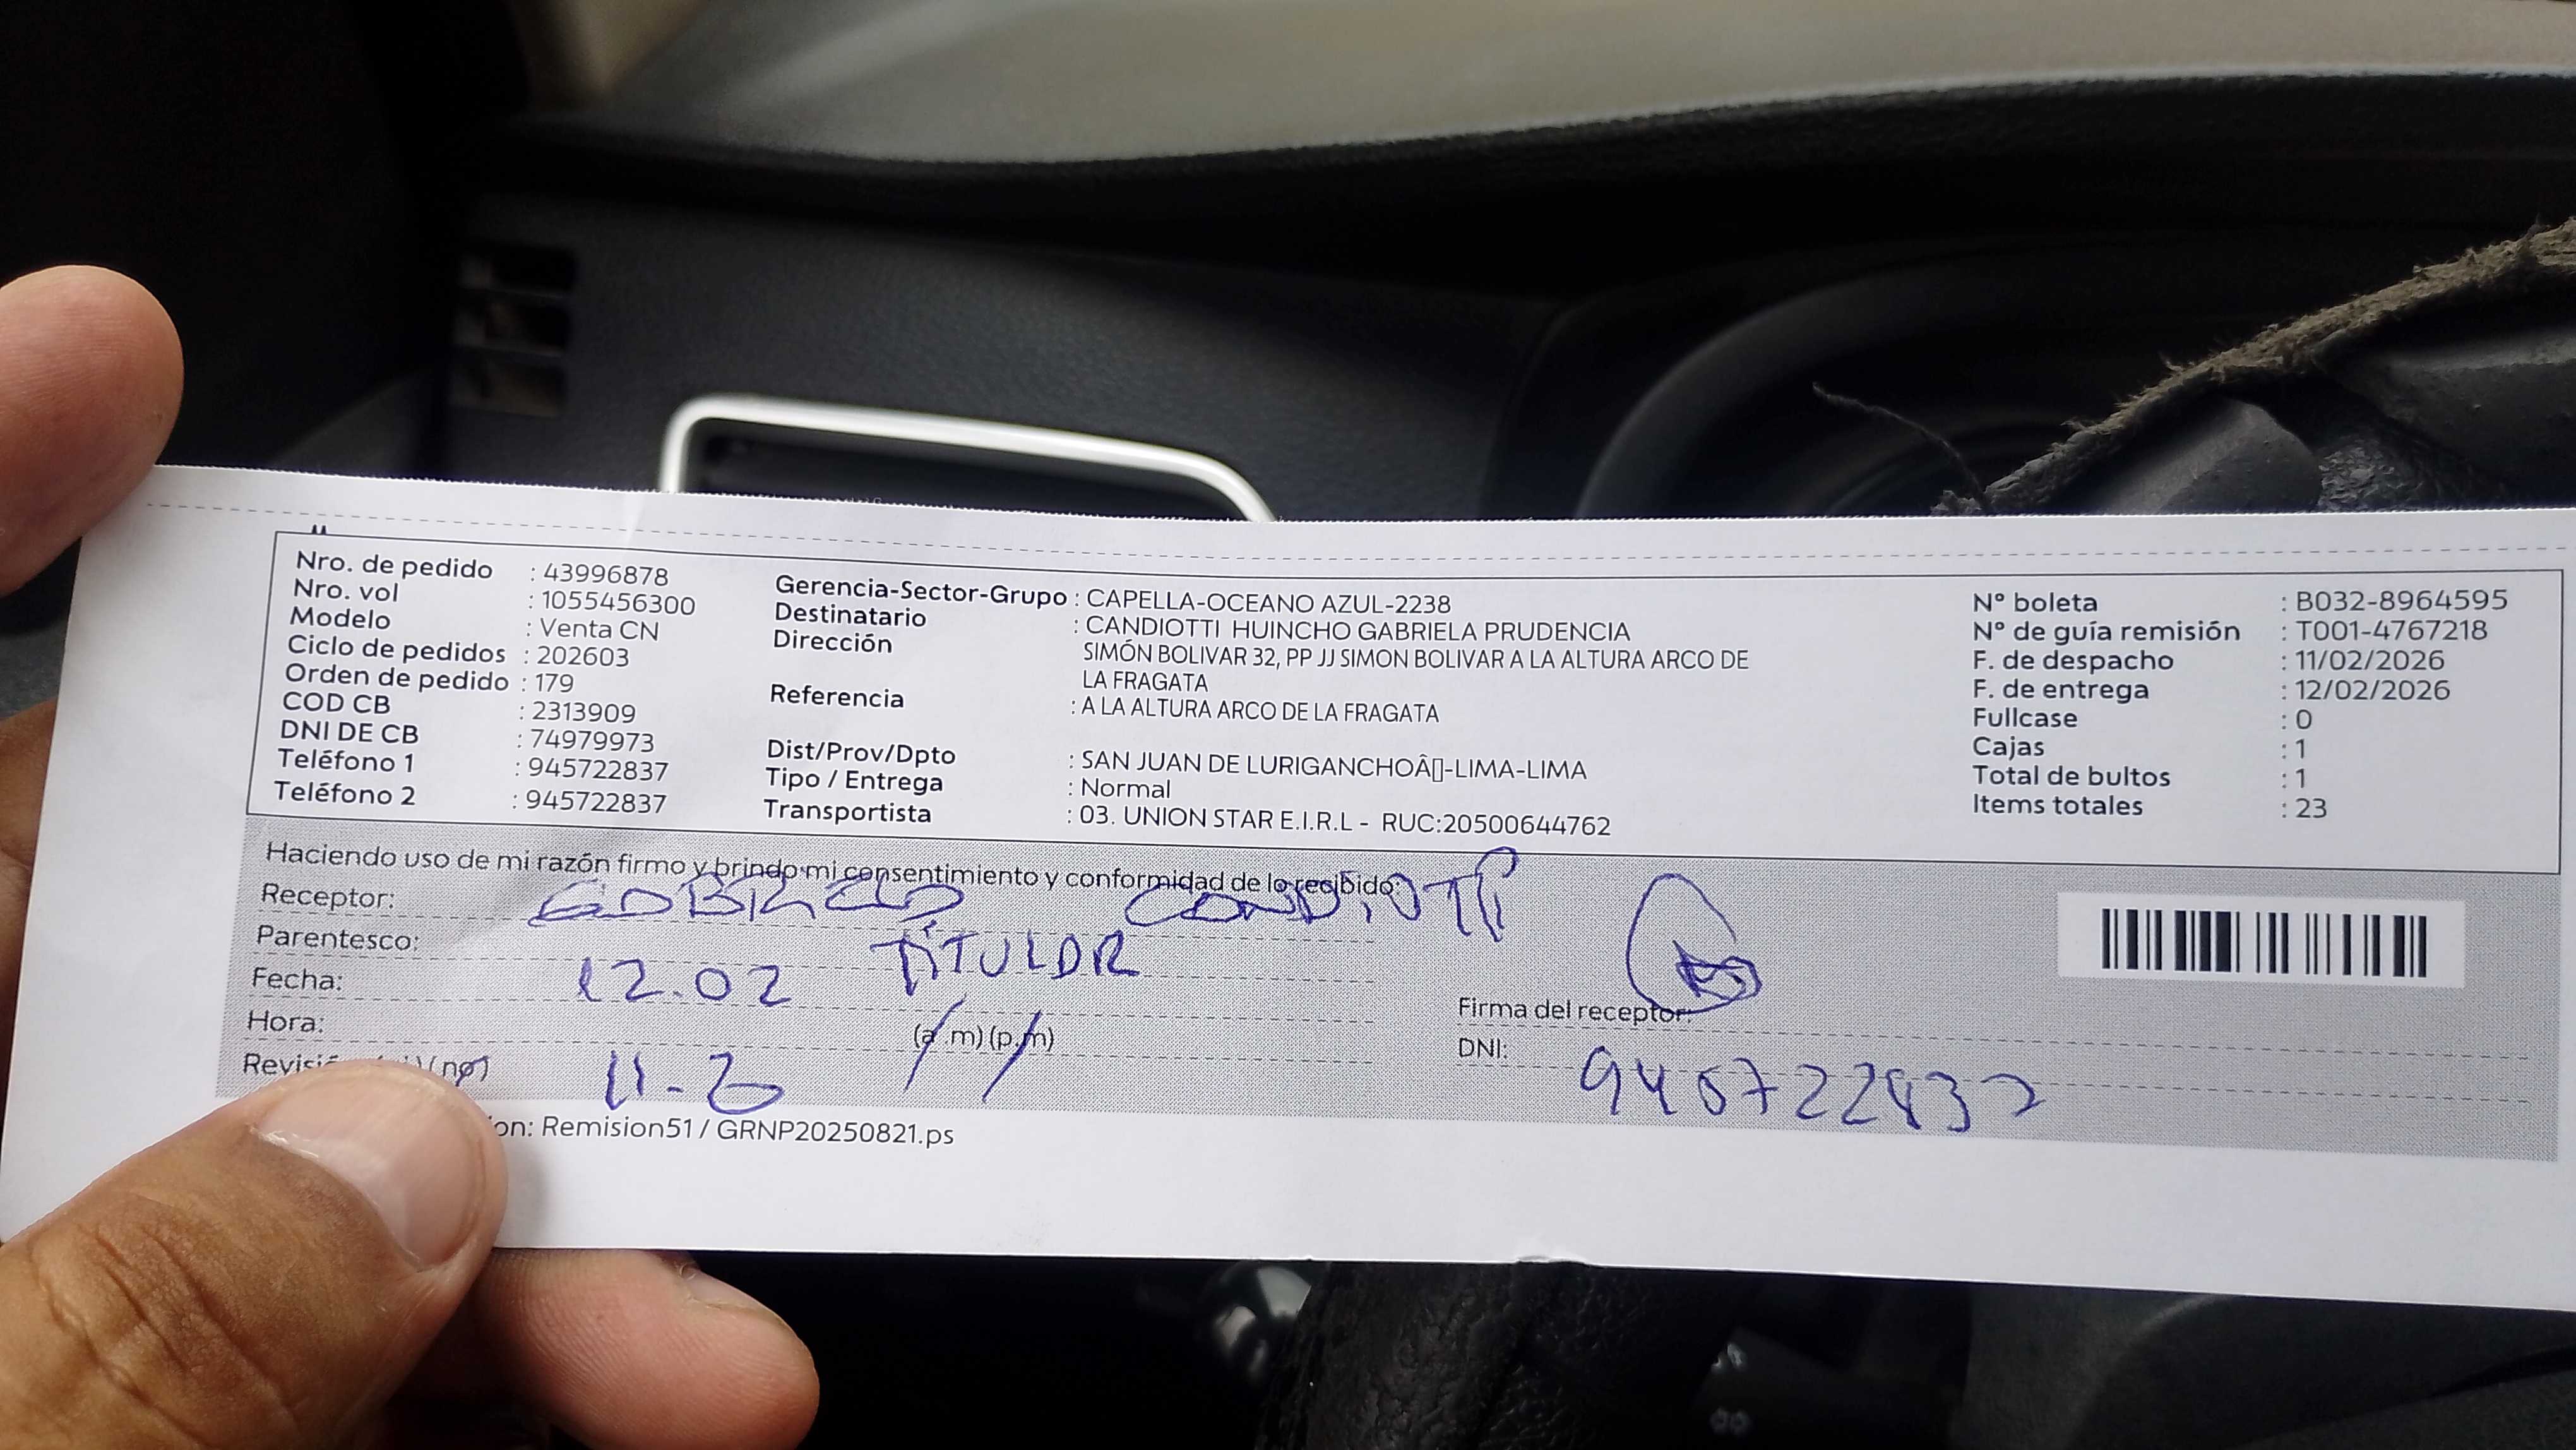 Nro. de pedido : 43996878
Nro. vol : 1055456300
Modelo : Venta CN
Ciclo de pedidos : 202603
Orden de pedido : 179
COD CB : 2313909
DNI DE CB : 74979973
Teléfono 1 : 945722837
Teléfono 2 : 945722837
Gerencia-Sector-Grupo : CAPELLA-OCEANO AZUL-2238
Destinatario : CANDIOTTI HUINCHO GABRIELA PRUDENCIA
Dirección SIMÓN BOLIVAR 32, PP JJ SIMON BOLIVAR A LA ALTURA ARCO DE
LA FRAGATA
Referencia : A LA ALTURA ARCO DE LA FRAGATA
Dist/Prov/Dpto : SAN JUAN DE LURIGANCHOÂ[]-LIMA-LIMA
Tipo / Entrega : Normal
Transportista : 03. UNION STAR E.I.R.L - RUC:20500644762
N° boleta : B032-8964595
N° de guía remisión : T001-4767218
F. de despacho : 11/02/2026
F. de entrega : 12/02/2026
Fullcase : 0
Cajas : 1
Total de bultos : 1
Items totales : 23
Haciendo uso de mi razón firmo y brindo mi consentimiento y conformidad de lo recibido:
Receptor: GABRIELA CANDIOTTI
Parentesco: TITULAR
Fecha: 12.02
Hora: (a.m) (p.m)
(no) 11-
Firma del receptor:
DNI: 945722837
on: Remision51 / GRNP20250821.ps